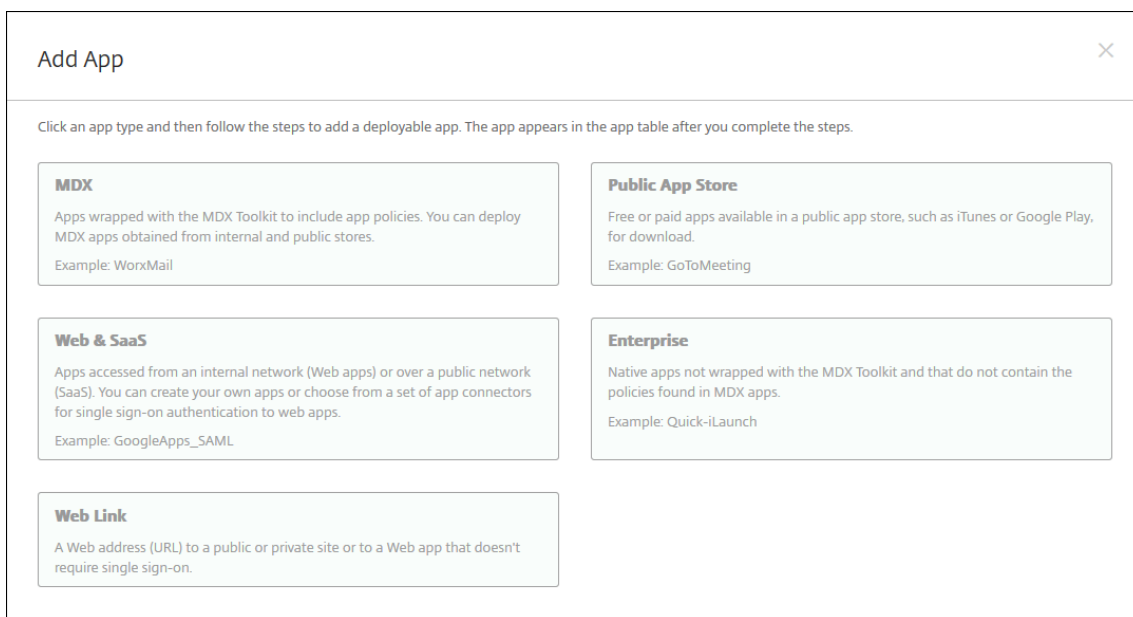 Add App
Click an app type and then follow the steps to add a deployable app. The app appears in the app table after you complete the steps.
MDX
Apps wrapped with the MDX Toolkit to include app policies. You can deploy
MDX apps obtained from internal and public stores.
Example: WorxMail
Public App Store
Free or paid apps available in a public app store, such as iTunes or Google Play,
for download.
Example: GoToMeeting
Web & SaaS
Apps accessed from an internal network (Web apps) or over a public network
(SaaS). You can create your own apps or choose from a set of app connectors
for single sign-on authentication to web apps.
Example: GoogleApps_SAML
Enterprise
Native apps not wrapped with the MDX Toolkit and that do not contain the
policies found in MDX apps.
Example: Quick-iLaunch
Web Link
A Web address (URL) to a public or private site or to a Web app that doesn't
require single sign-on.